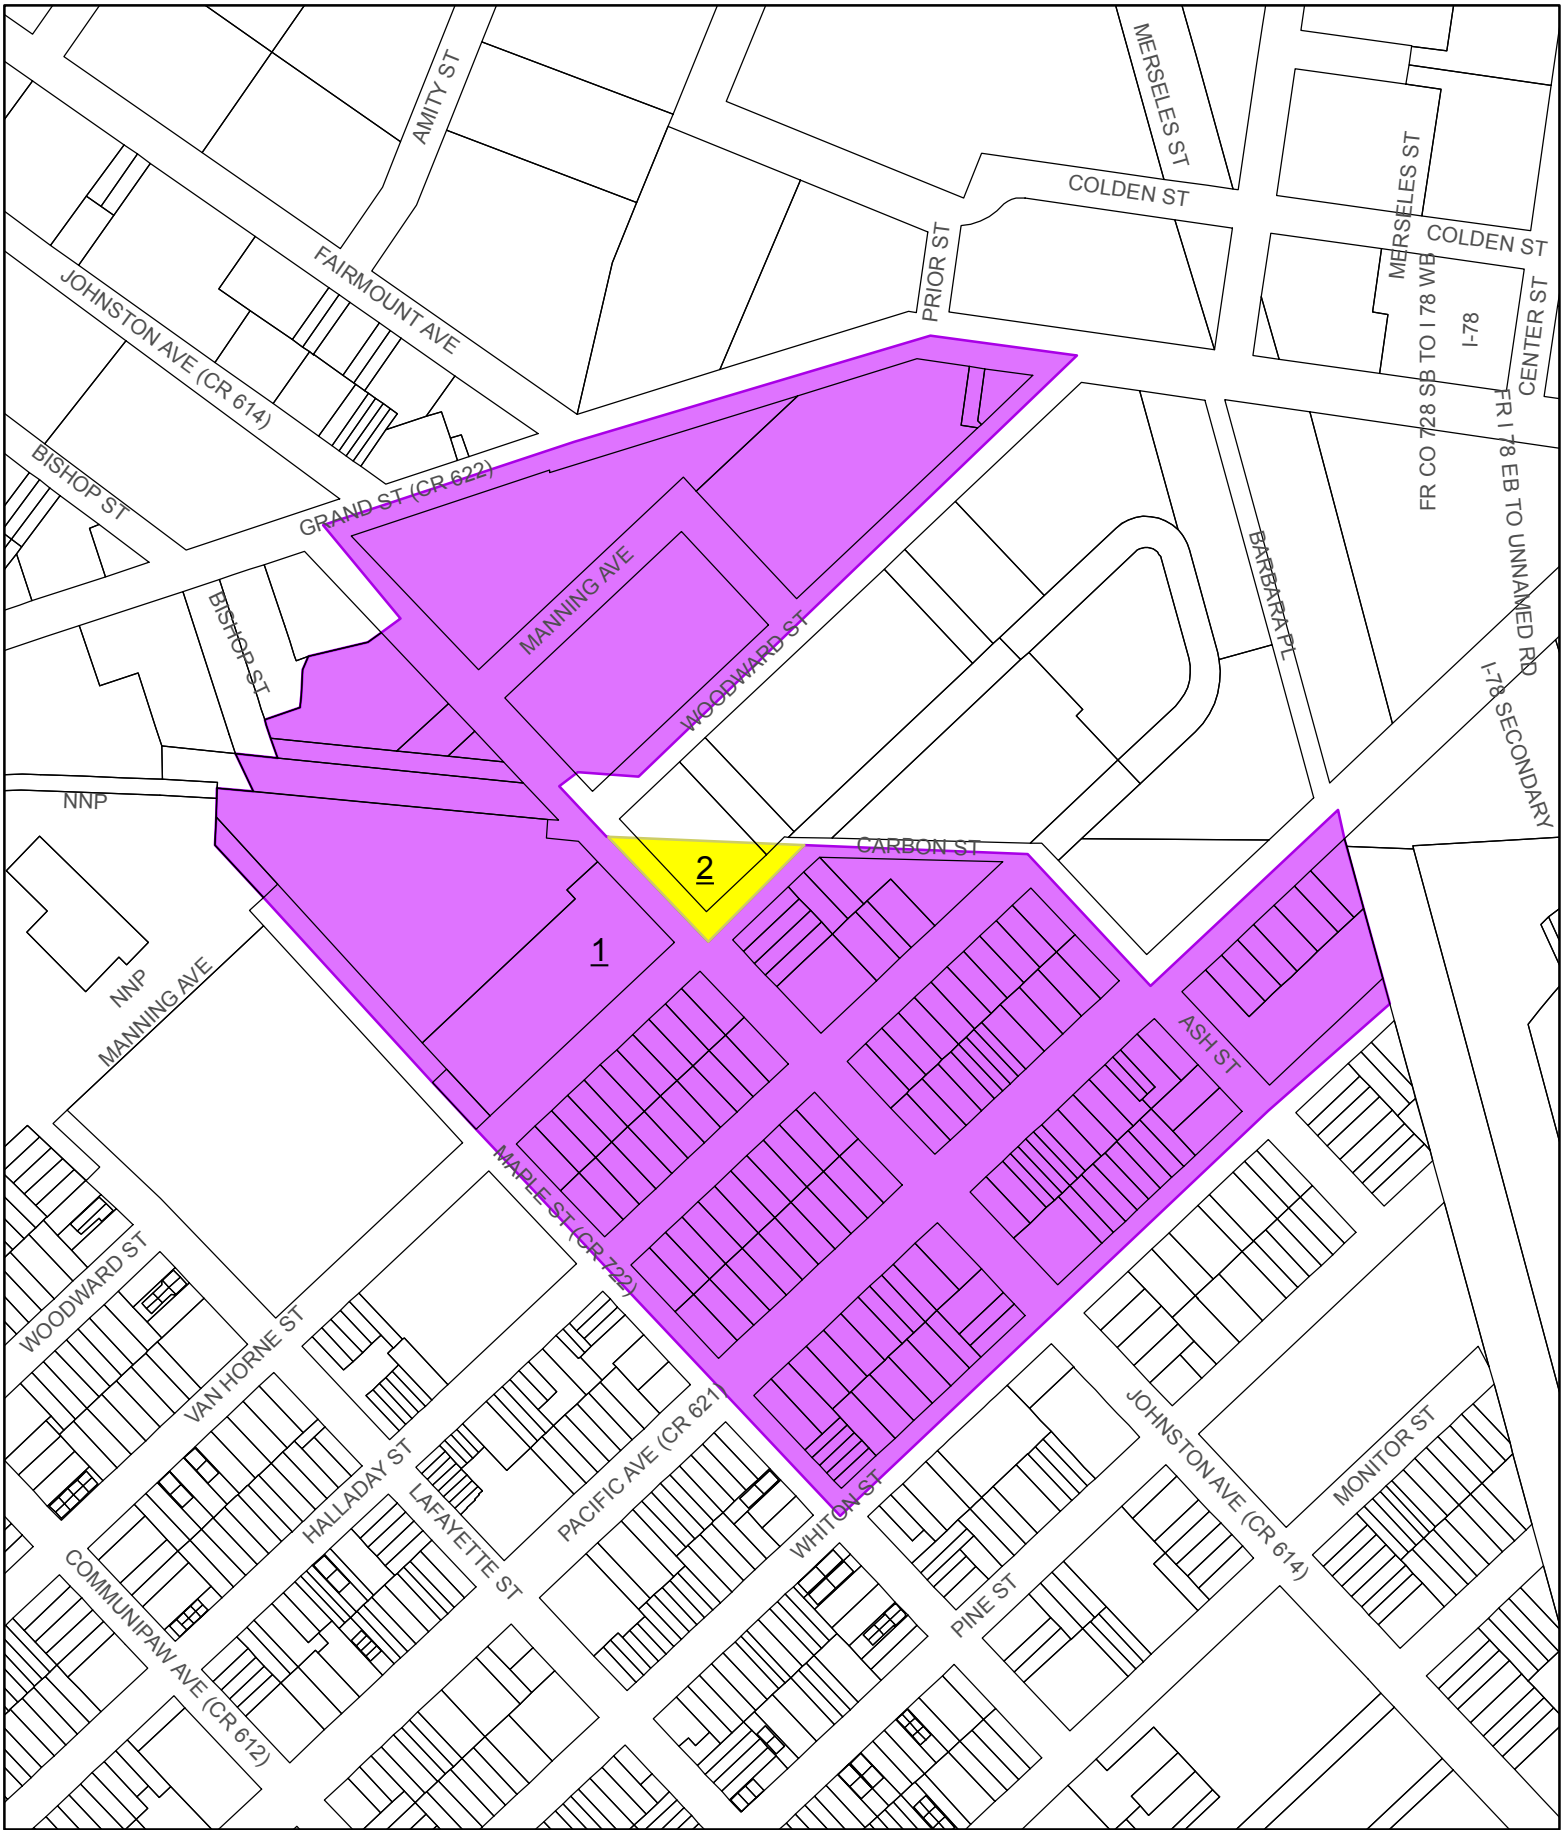 AMITY ST
MERSELES ST
COLDEN ST
MERSELES ST
COLDEN ST
PRIOR ST
FAIRMOUNT AVE
JOHNSTON AVE (CR 614)
FR CO 728 SB TO I 78 WB
I-78
CENTER ST
BISHOP ST
GRAND ST (CR 622)
FR I 78 EB TO UNNAMED RD
MANNING AVE
BARBARA PL
BISHOP ST
WOODWARD ST
I-78 SECONDARY
NNP
CARBON ST
2
1
NNP
MANNING AVE
ASH ST
MAPLE ST (CR 722)
WOODWARD ST
VAN HORNE ST
HALLADAY ST
PACIFIC AVE (CR 621)
JOHNSTON AVE (CR 614)
MONITOR ST
LAFAYETTE ST
WHITON ST
COMMUNIPAW AVE (CR 612)
PINE ST